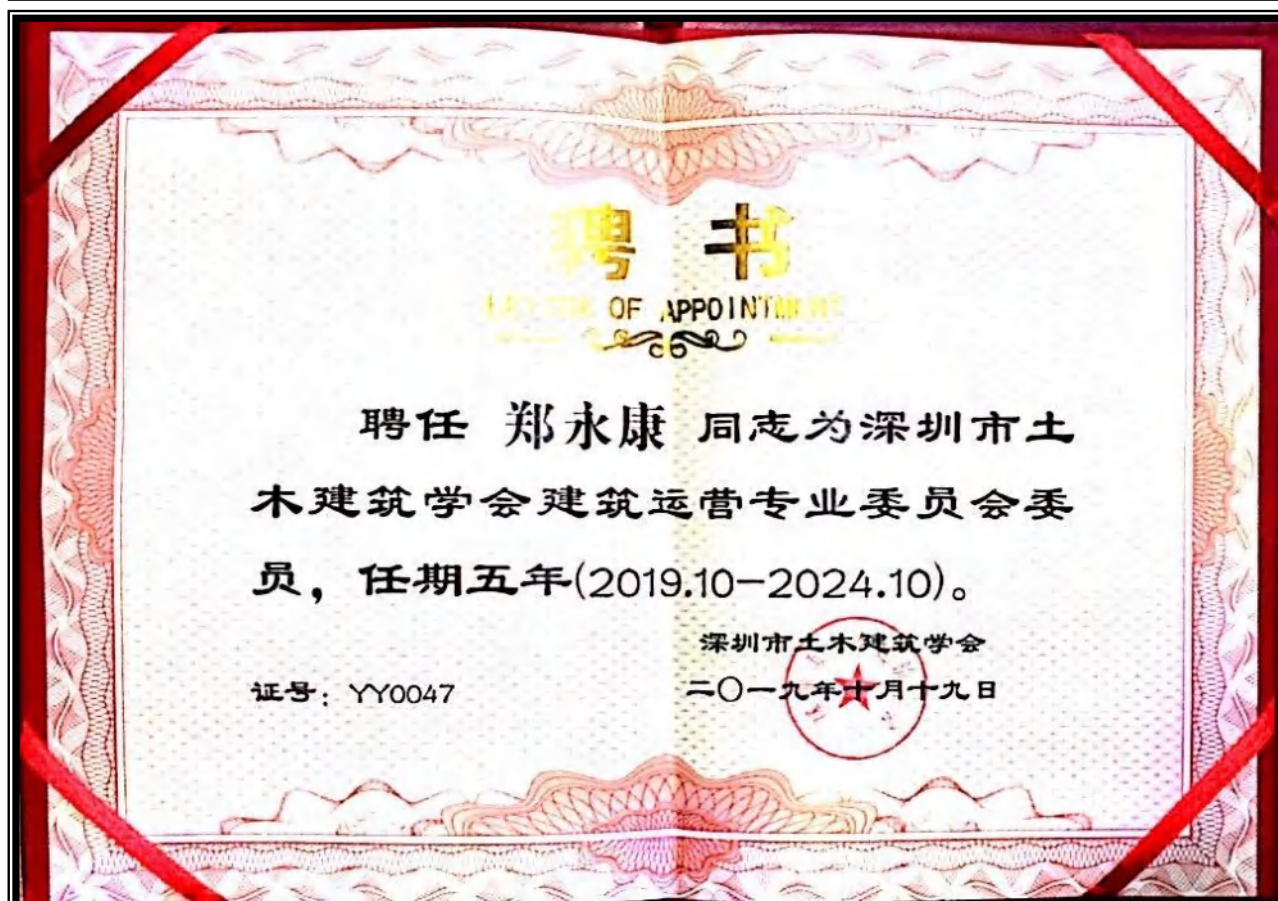 聘书
LETTER OF APPOINTMENT
聘任 郑永康 同志为深圳市土
木建筑学会建筑运营专业委员会委
员，任期五年(2019.10-2024.10)。
深圳市土木建筑学会
证号：YY0047
二〇一九年十月十九日